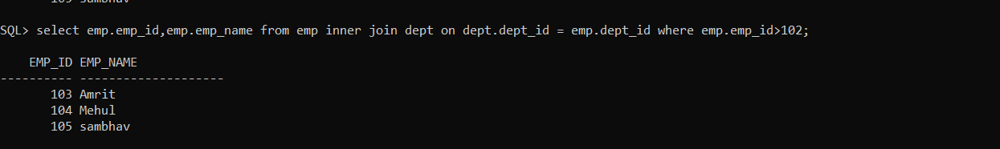 SQL> select emp.emp_id,emp.emp_name from emp inner join dept on dept.dept_id = emp.dept_id where emp.emp_id>102;
EMP_ID EMP_NAME
---------- --------------------
103 Amrit
104 Mehul
105 sambhav